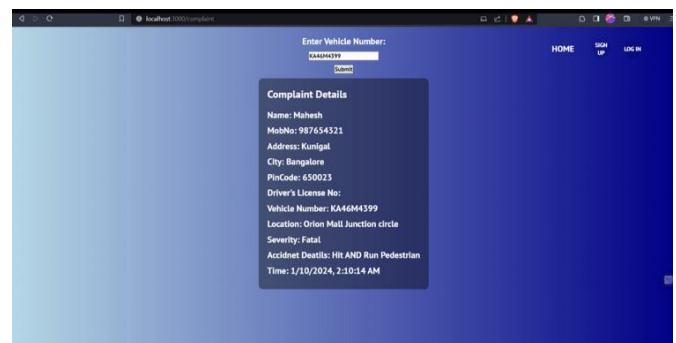 localhost:3000/complaint
VPN
Enter Vehicle Number:
KA46M4399
Submit
HOME
SIGN
UP
LOG IN
Complaint Details
Name: Mahesh
MobNo: 987654321
Address: Kunigal
City: Bangalore
PinCode: 650023
Driver's License No:
Vehicle Number: KA46M4399
Location: Orion Mall Junction circle
Severity: Fatal
Accidnet Deatils: Hit AND Run Pedestrian
Time: 1/10/2024, 2:10:14 AM